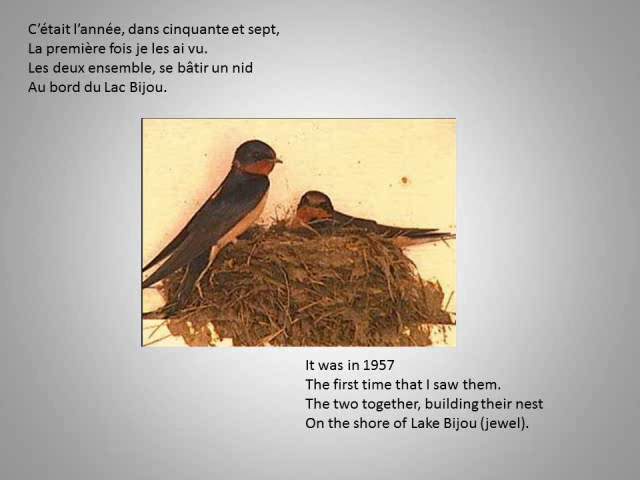 C’était l’année, dans cinquante et sept,
La première fois je les ai vu.
Les deux ensemble, se bâtir un nid
Au bord du Lac Bijou.
It was in 1957
The first time that I saw them.
The two together, building their nest
On the shore of Lake Bijou (jewel).